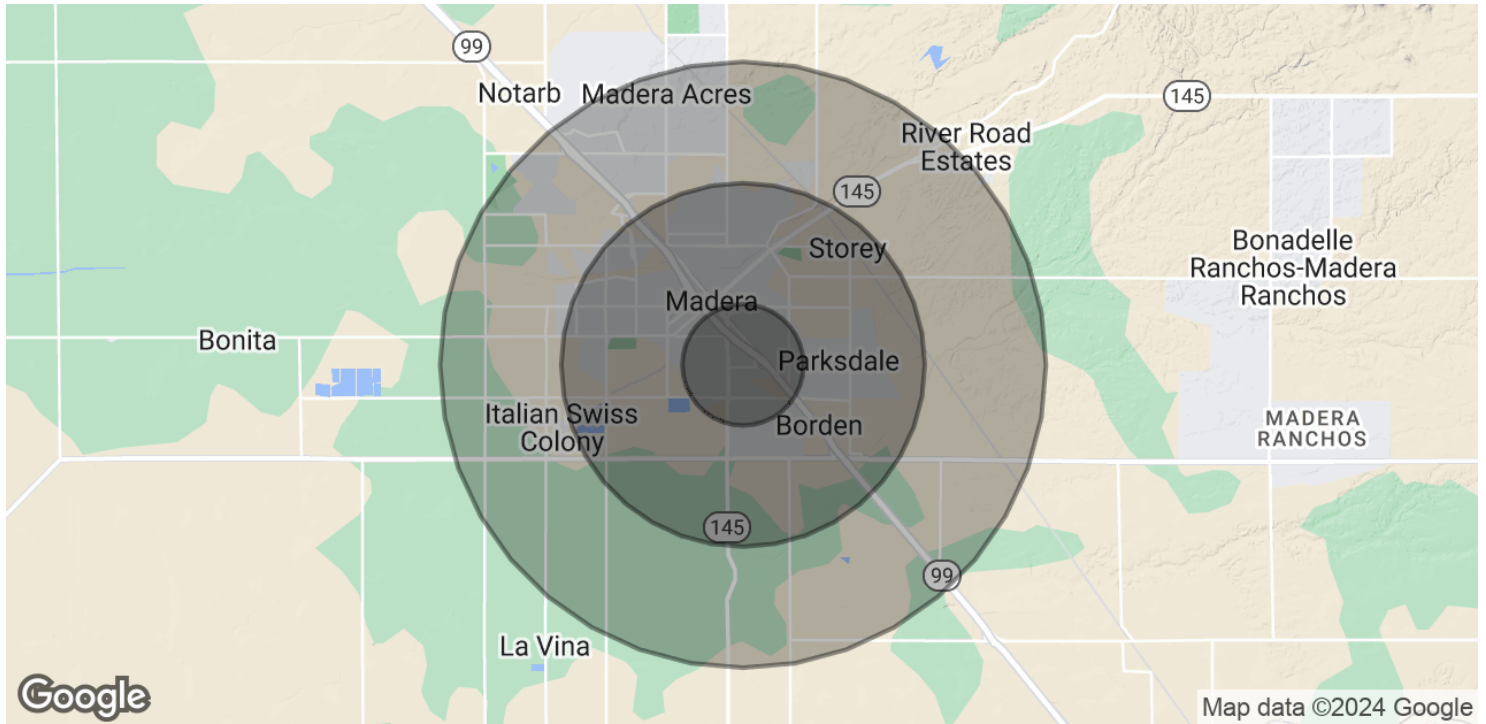 99
Notarb
Madera Acres
145
River Road
Estates
145
Storey
Bonadelle
Ranchos-Madera
Ranchos
Madera
Bonita
Parksdale
Italian Swiss
Colony
Borden
MADERA
RANCHOS
145
99
La Vina
Google
Map data ©2024 Google